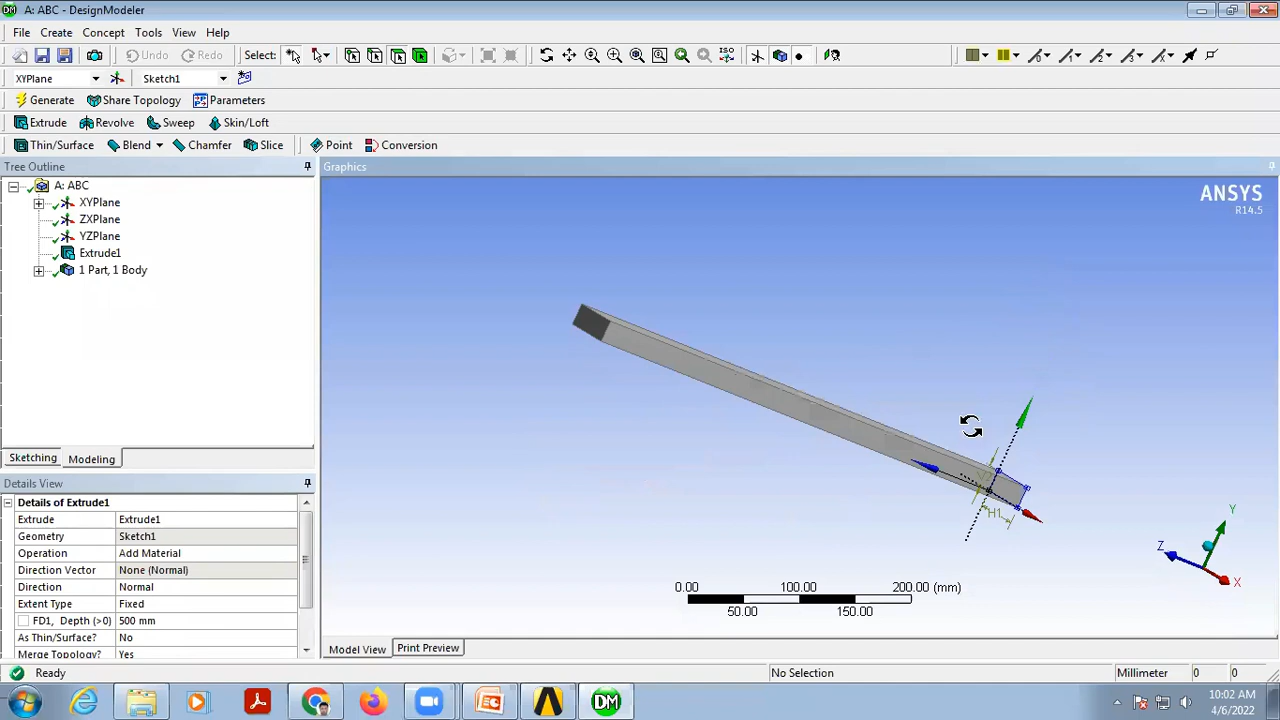 A: ABC - DesignModeler
File Create Concept Tools View Help
Undo Redo Select: ISO
XYPlane Sketch1
Generate Share Topology Parameters
Extrude Revolve Sweep Skin/Loft
Thin/Surface Blend Chamfer Slice Point Conversion
Tree Outline
Graphics
A: ABC
XYPlane
ZXPlane
YZPlane
Extrude1
1 Part, 1 Body
ANSYS
R14.5
H1
Y
Z
X
0.00 100.00 200.00 (mm)
50.00 150.00
Sketching Modeling
Details View
Details of Extrude1
Extrude Extrude1
Geometry Sketch1
Operation Add Material
Direction Vector None (Normal)
Direction Normal
Extent Type Fixed
FD1, Depth (>0) 500 mm
As Thin/Surface? No
Merge Topology? Yes
Model View Print Preview
Ready No Selection Millimeter 0 0
DM
10:02 AM
4/6/2022